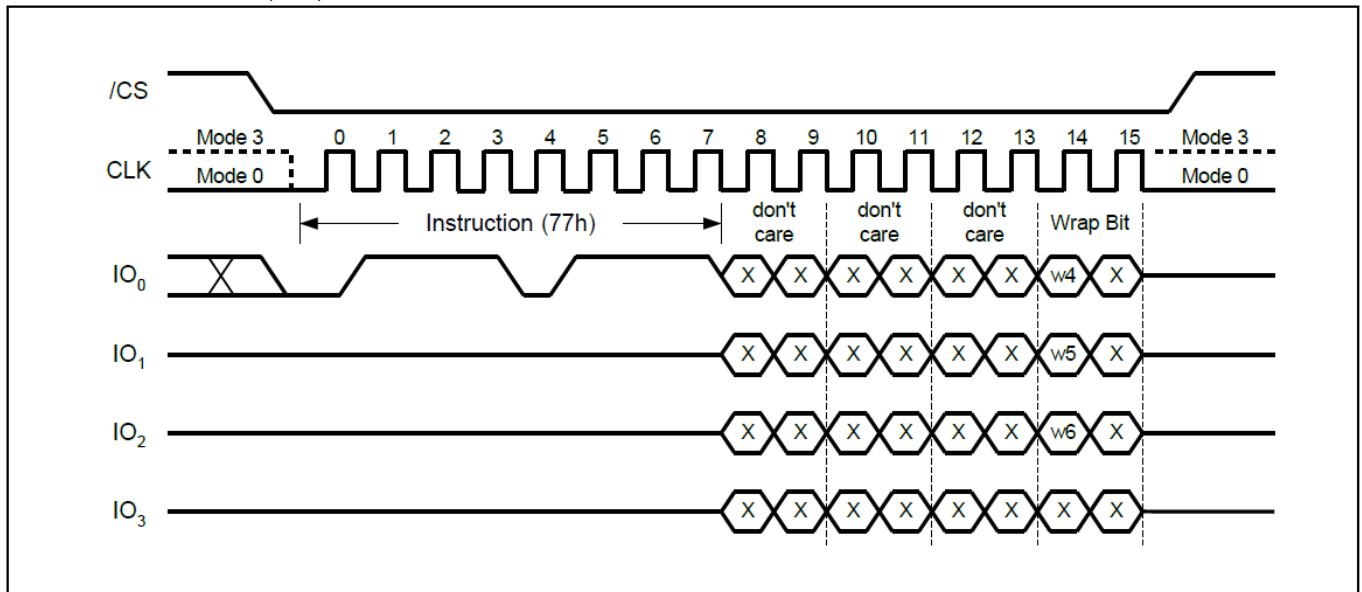 /CS
Mode 3 0 1 2 3 4 5 6 7 8 9 10 11 12 13 14 15 Mode 3
CLK
Mode 0 Mode 0
Instruction (77h) don't care don't care don't care Wrap Bit
IO0 X X X X X X w4 X
IO1 X X X X X X w5 X
IO2 X X X X X X w6 X
IO3 X X X X X X X X